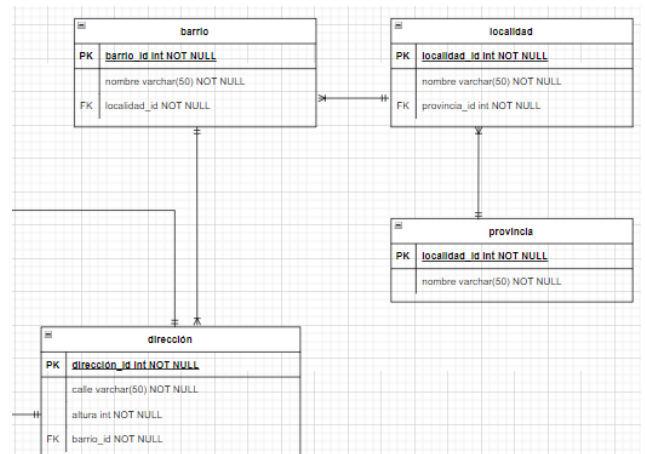 barrio
PK barrio_id int NOT NULL
nombre varchar(50) NOT NULL
FK localidad_id NOT NULL
localidad
PK localidad_id int NOT NULL
nombre varchar(50) NOT NULL
FK provincia_id int NOT NULL
provincia
PK localidad_id int NOT NULL
nombre varchar(50) NOT NULL
dirección
PK dirección_id int NOT NULL
calle varchar(50) NOT NULL
altura int NOT NULL
FK barrio_id NOT NULL